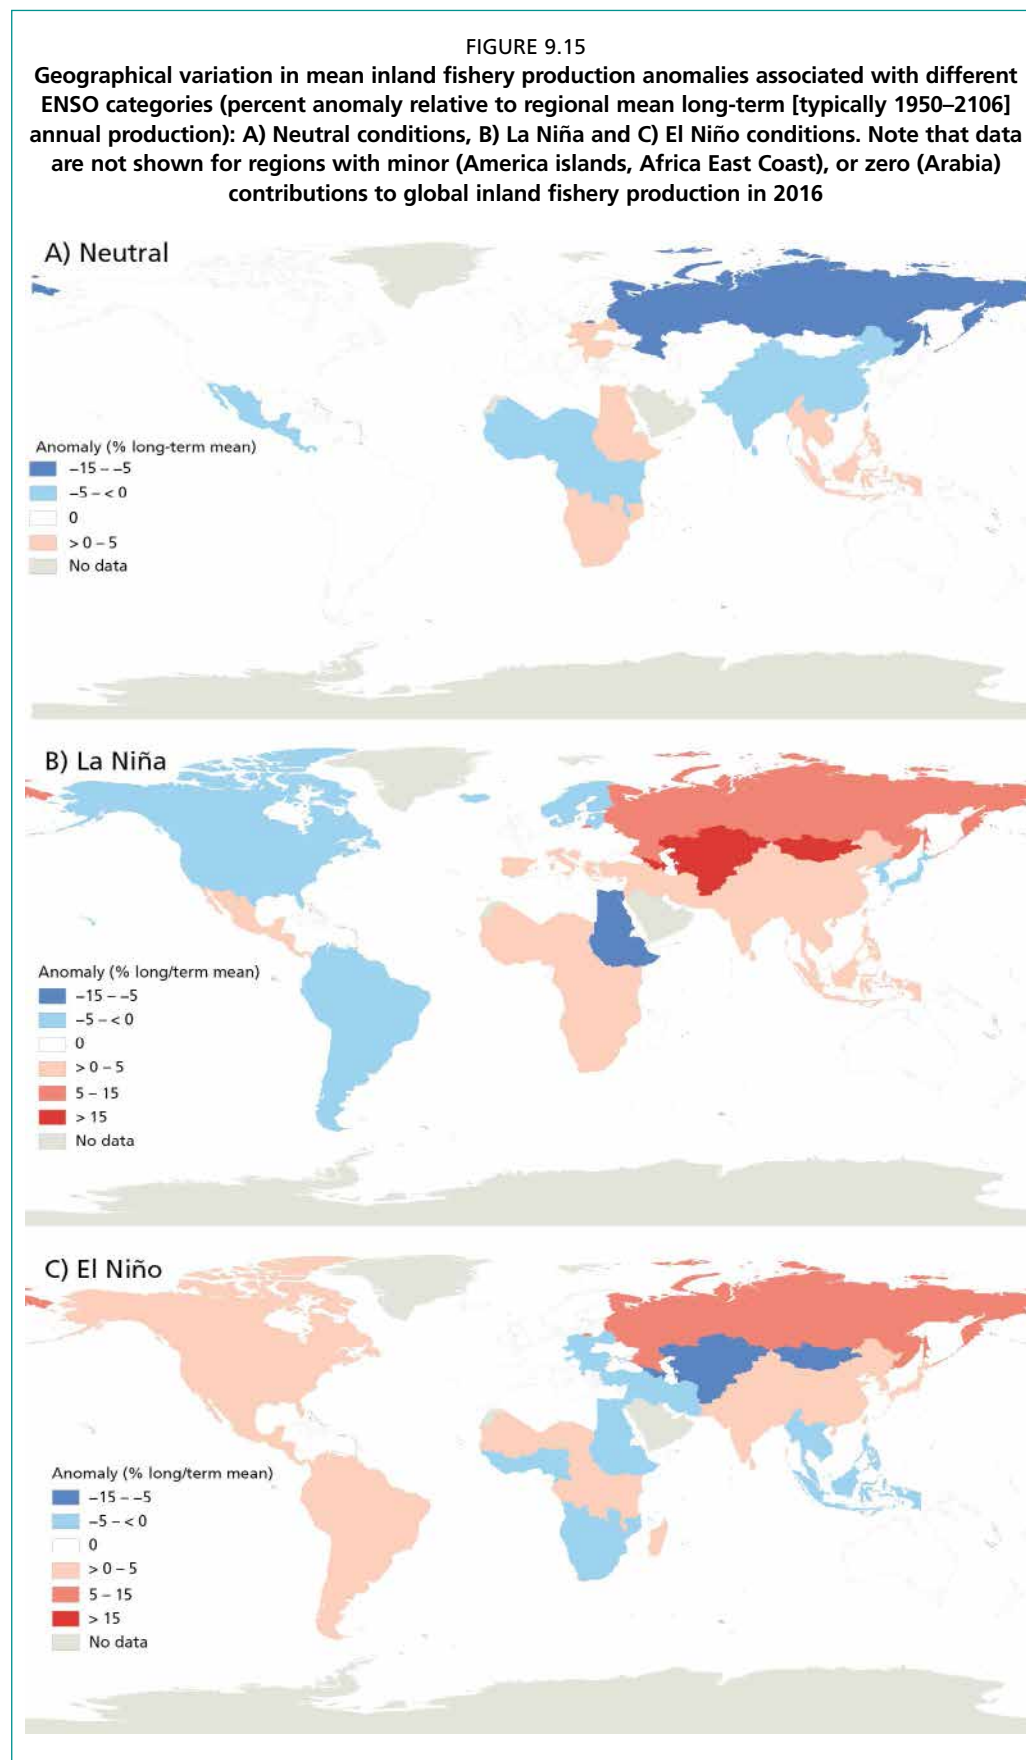 FIGURE 9.15
Geographical variation in mean inland fishery production anomalies associated with different
ENSO categories (percent anomaly relative to regional mean long-term [typically 1950–2106]
annual production): A) Neutral conditions, B) La Niña and C) El Niño conditions. Note that data
are not shown for regions with minor (America islands, Africa East Coast), or zero (Arabia)
contributions to global inland fishery production in 2016
A) Neutral
Anomaly (% long-term mean)
−15 – −5
−5 – < 0
0
> 0 – 5
No data
B) La Niña
Anomaly (% long/term mean)
−15 – −5
−5 – < 0
0
> 0 – 5
5 – 15
> 15
No data
C) El Niño
Anomaly (% long/term mean)
−15 – −5
−5 – < 0
0
> 0 – 5
5 – 15
> 15
No data